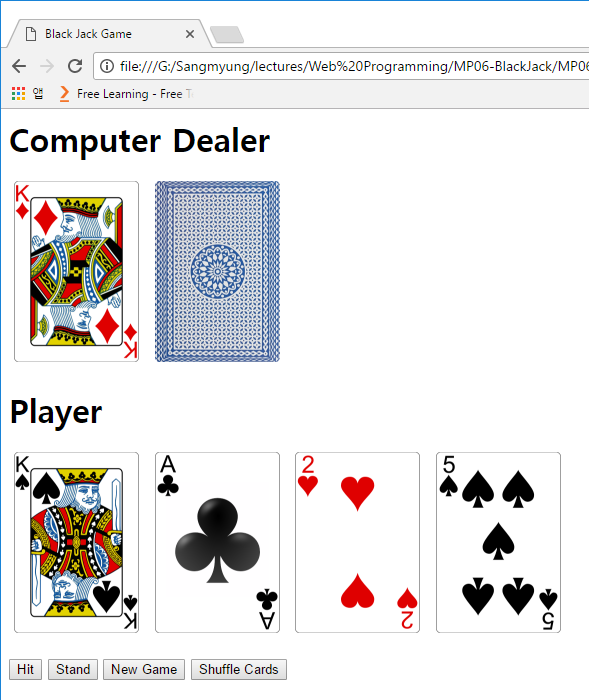 Black Jack Game
file:///G:/Sangmyung/lectures/Web%20Programming/MP06-BlackJack/MP06
Free Learning - Free T
Computer Dealer
K
K
Player
K A 2 5
K A 2 5
Hit Stand New Game Shuffle Cards